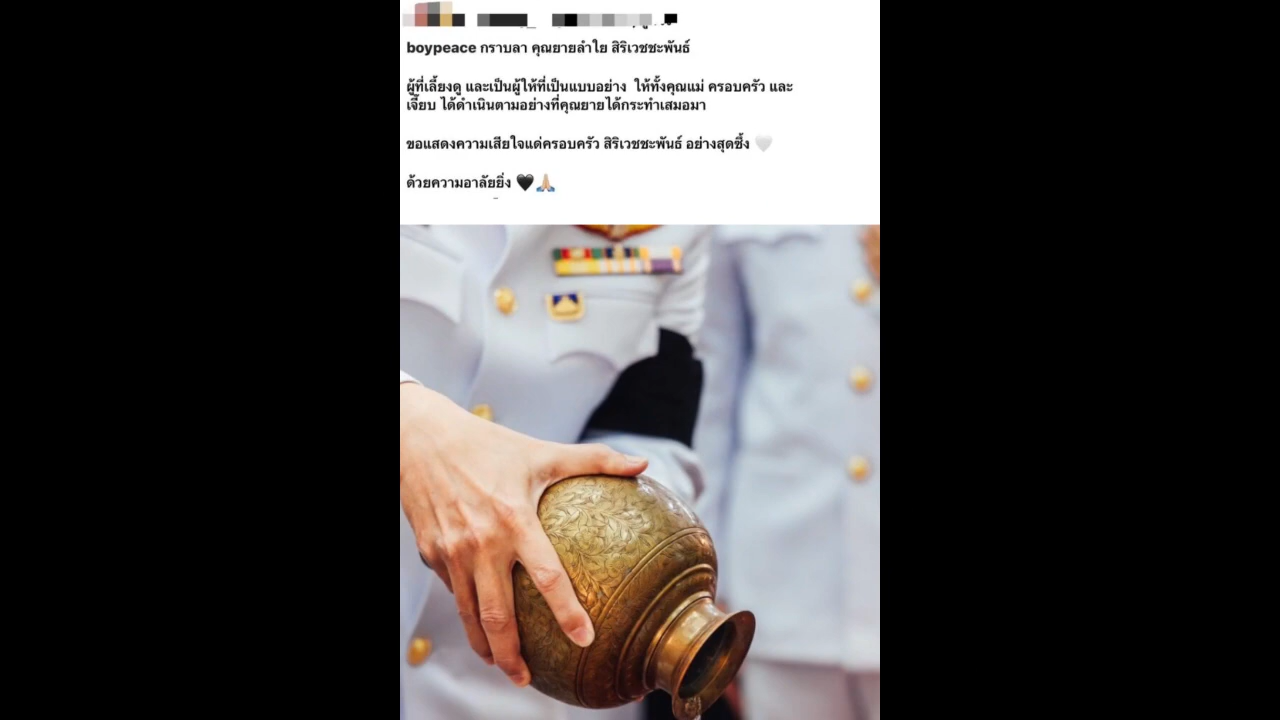 boypeace กราบลา คุณยายลำใย สิริเวชชะพันธ์
ผู้ที่เลี้ยงดู และเป็นผู้ให้ที่เป็นแบบอย่าง ให้ทั้งคุณแม่ ครอบครัว และ
เจี๊ยบ ได้ดำเนินตามอย่างที่คุณยายได้กระทำเสมอมา
ขอแสดงความเสียใจแด่ครอบครัว สิริเวชชะพันธ์ อย่างสุดซึ้ง 🤍
ด้วยความอาลัยยิ่ง 🖤🙏🏼